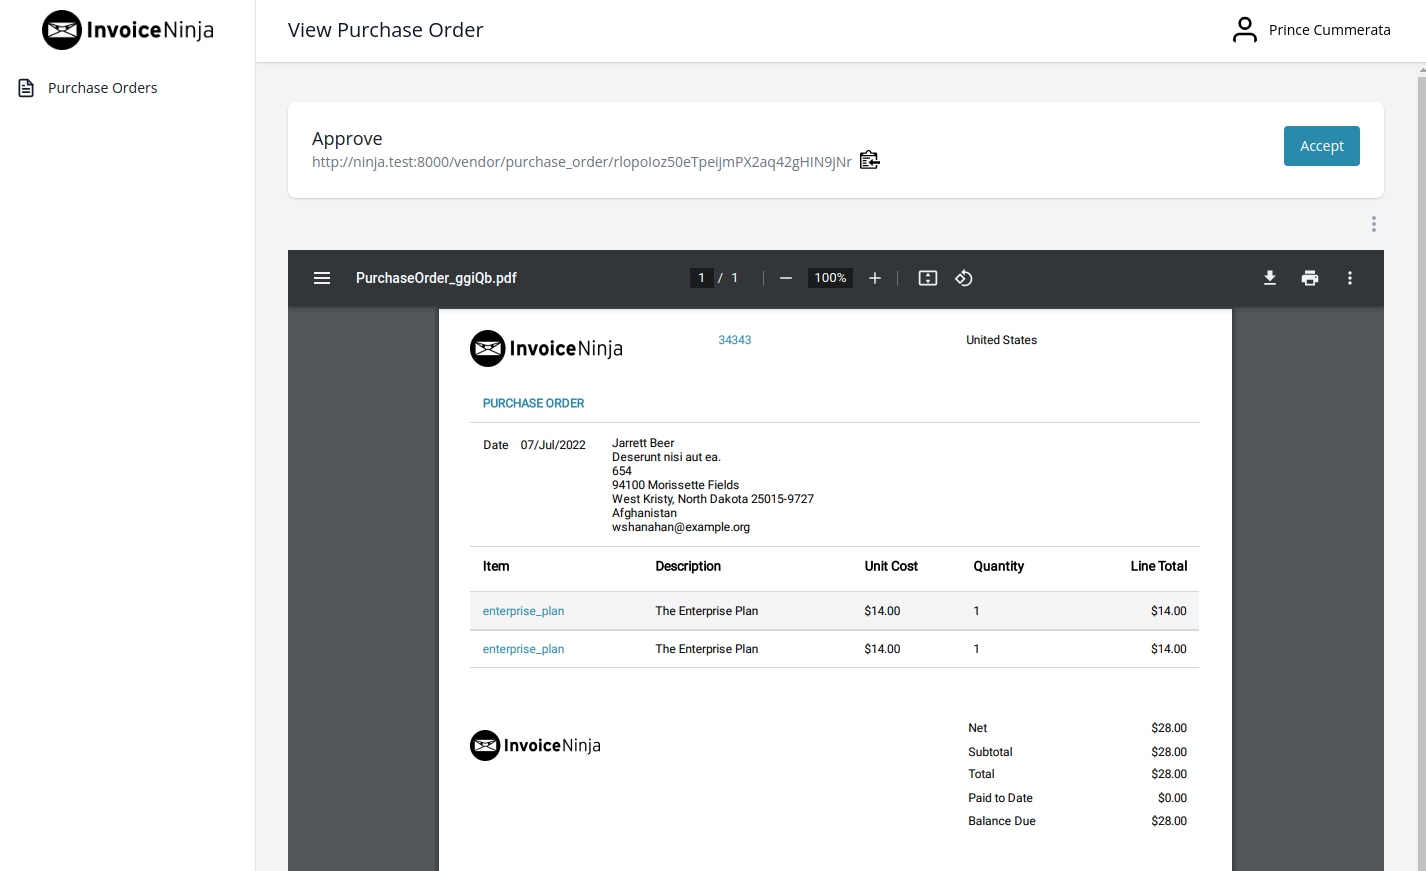 InvoiceNinja
View Purchase Order
Prince Cummerata
Purchase Orders
Approve
http://ninja.test:8000/vendor/purchase_order/rlopoIoz50eTpeijmPX2aq42gHIN9jNr
Accept
PurchaseOrder_ggiQb.pdf
1 / 1
100%
InvoiceNinja
34343
United States
PURCHASE ORDER
Date 07/Jul/2022
Jarrett Beer
Deserunt nisi aut ea.
654
94100 Morissette Fields
West Kristy, North Dakota 25015-9727
Afghanistan
wshanahan@example.org
Item Description Unit Cost Quantity Line Total
enterprise_plan The Enterprise Plan $14.00 1 $14.00
enterprise_plan The Enterprise Plan $14.00 1 $14.00
InvoiceNinja
Net $28.00
Subtotal $28.00
Total $28.00
Paid to Date $0.00
Balance Due $28.00